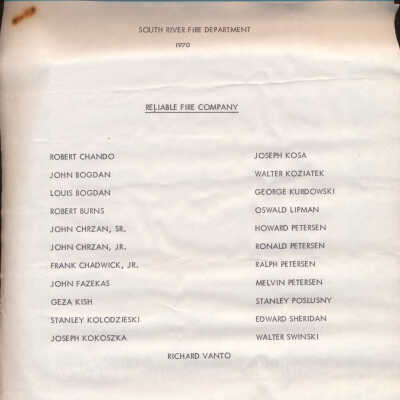 SOUTH RIVER FIRE DEPARTMENT
1970
RELIABLE FIRE COMPANY
ROBERT CHANDO JOSEPH KOSA
JOHN BOGDAN WALTER KOZIATEK
LOUIS BOGDAN GEORGE KURDOWSKI
ROBERT BURNS OSWALD LIPMAN
JOHN CHRZAN, SR. HOWARD PETERSEN
JOHN CHRZAN, JR. RONALD PETERSEN
FRANK CHADWICK, JR. RALPH PETERSEN
JOHN FAZEKAS MELVIN PETERSEN
GEZA KISH STANLEY POSLUSNY
STANLEY KOLODZIESKI EDWARD SHERIDAN
JOSEPH KOKOSZKA WALTER SWINSKI
RICHARD VANTO